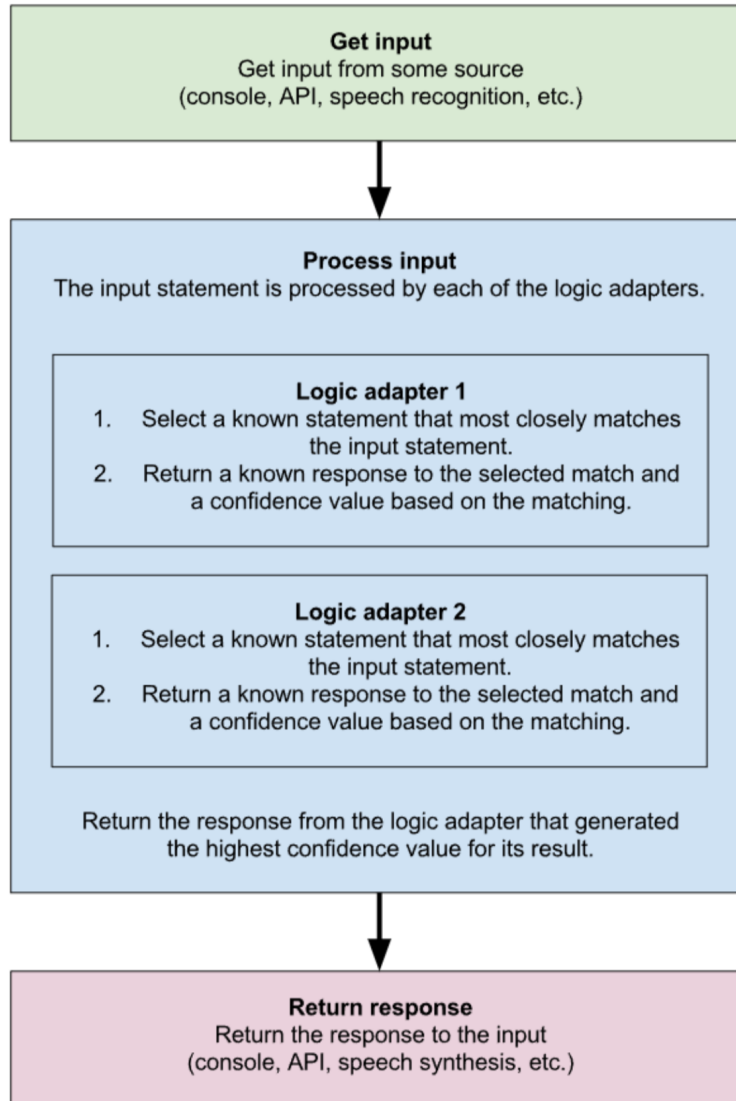 Get input
Get input from some source
(console, API, speech recognition, etc.)
Process input
The input statement is processed by each of the logic adapters.
Logic adapter 1
1. Select a known statement that most closely matches
the input statement.
2. Return a known response to the selected match and
a confidence value based on the matching.
Logic adapter 2
1. Select a known statement that most closely matches
the input statement.
2. Return a known response to the selected match and
a confidence value based on the matching.
Return the response from the logic adapter that generated
the highest confidence value for its result.
Return response
Return the response to the input
(console, API, speech synthesis, etc.)